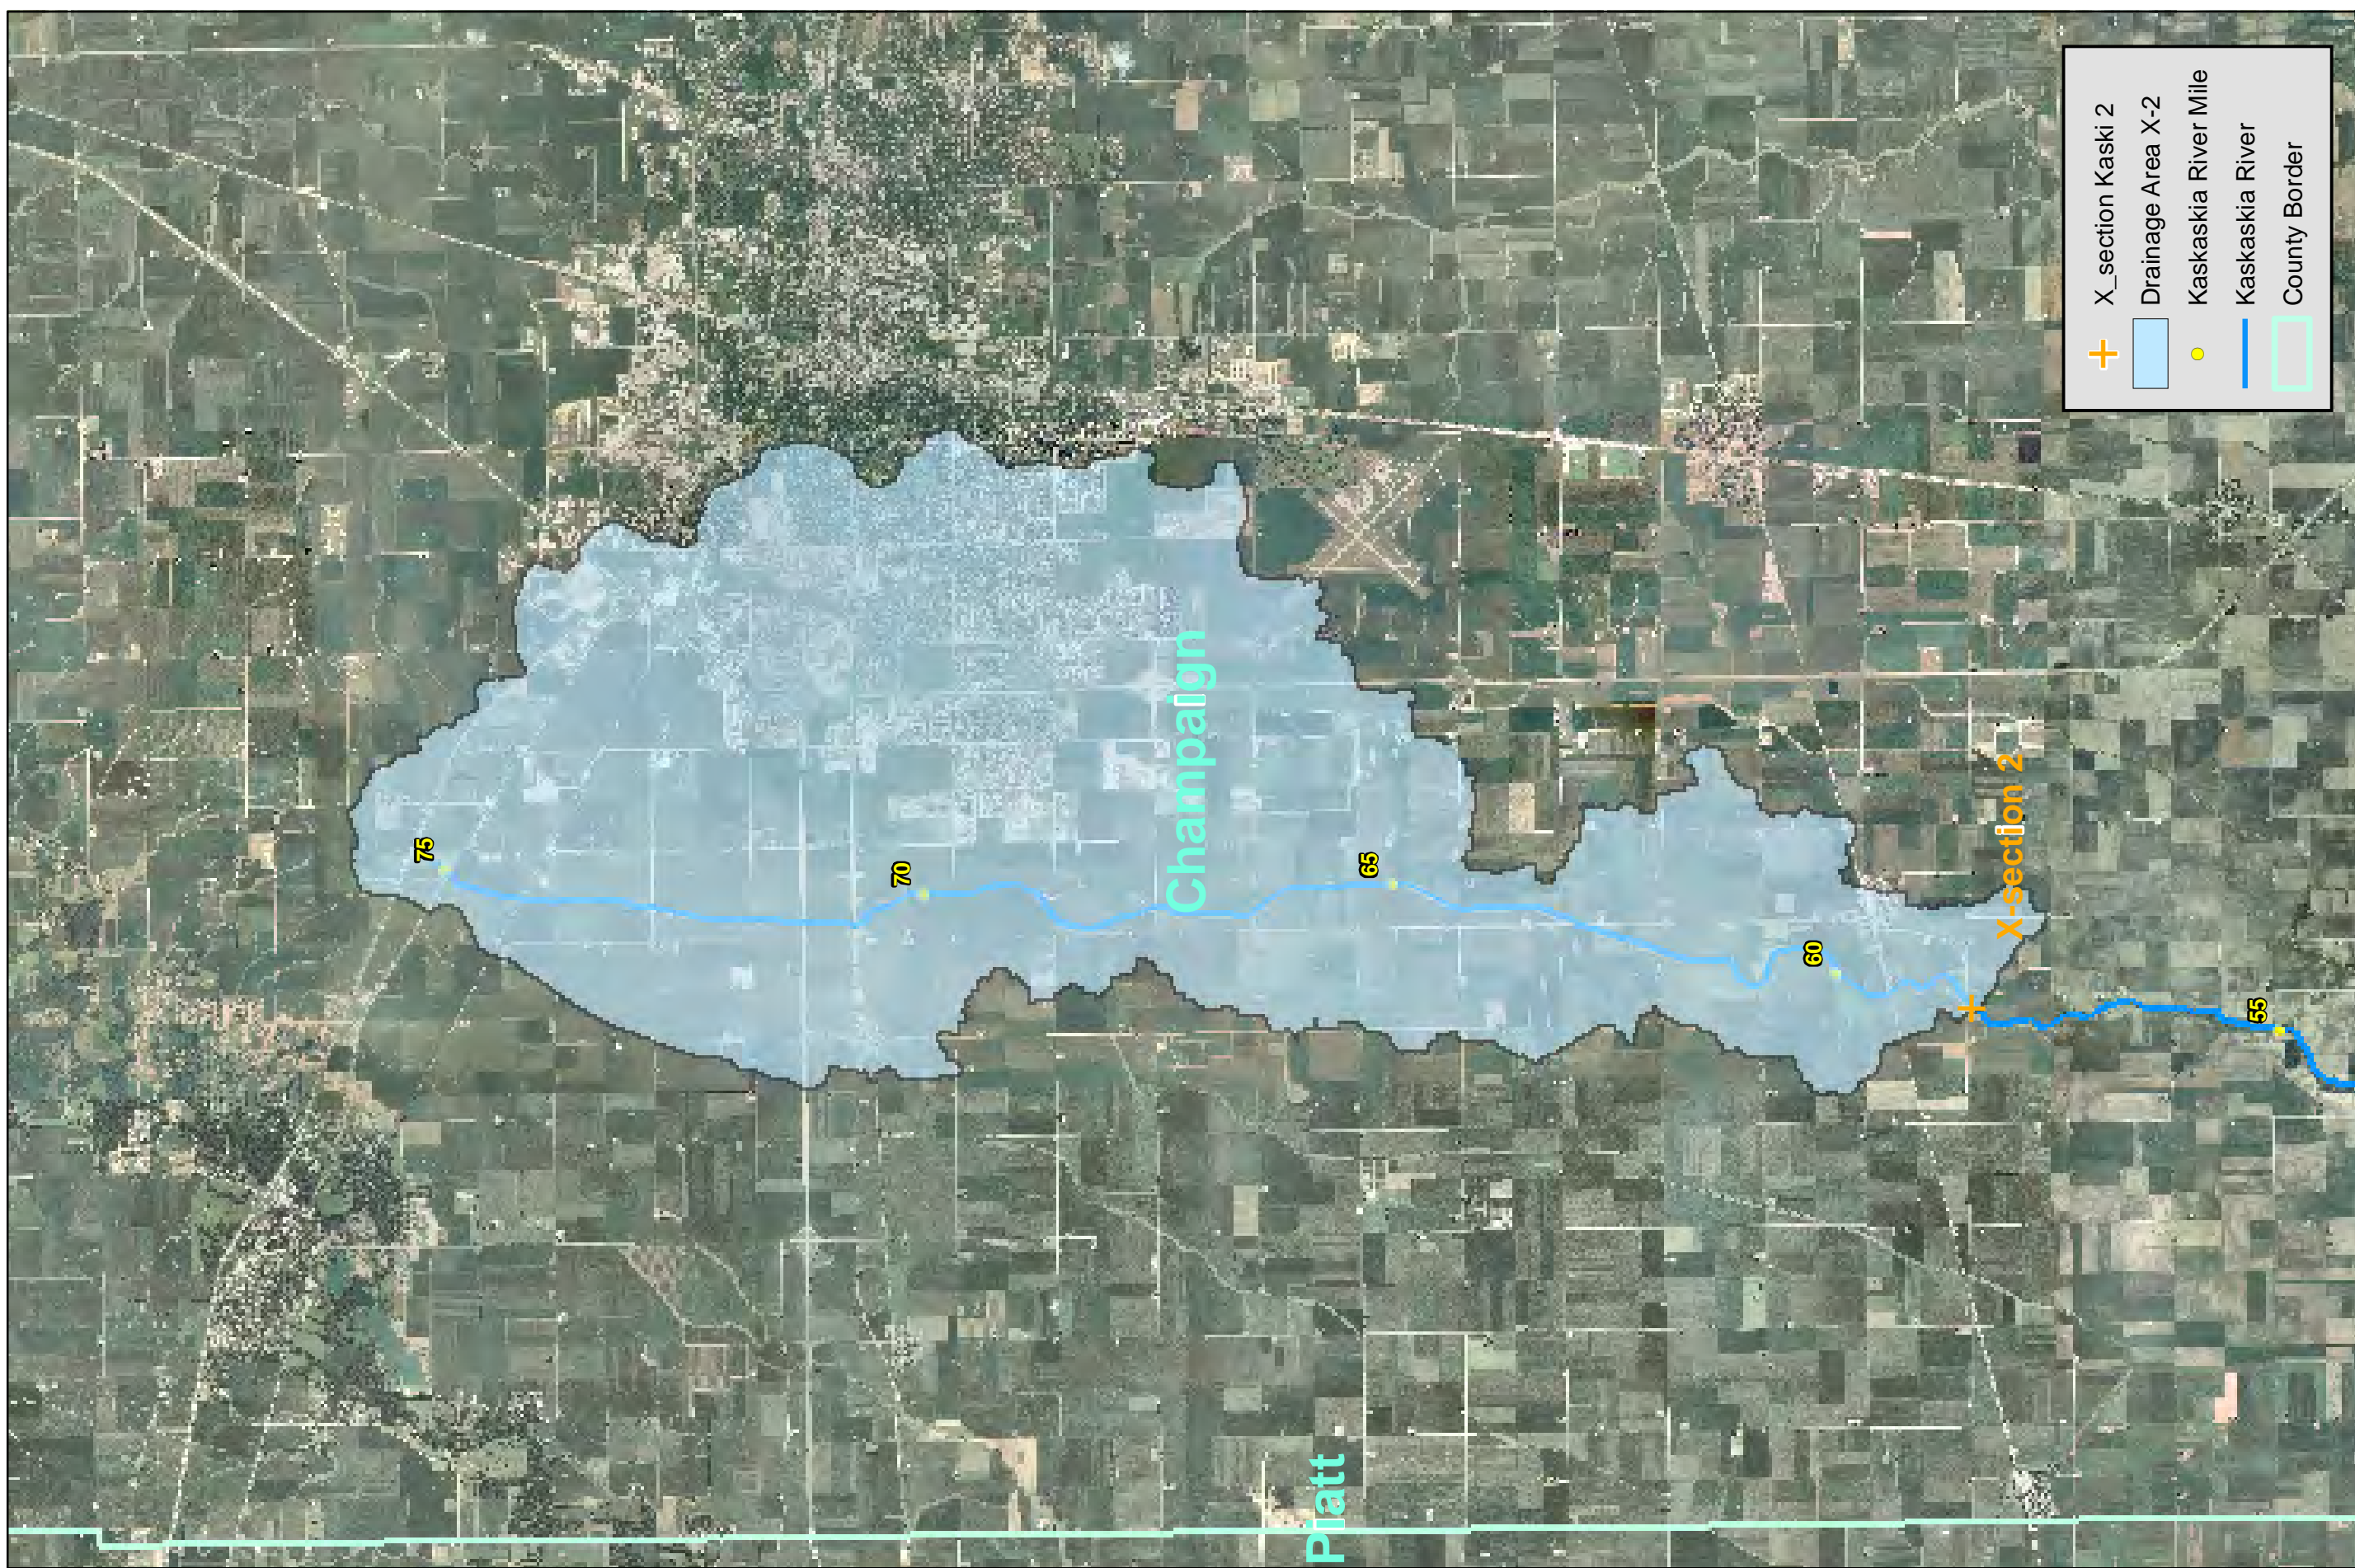 75
70
65
60
55
Champaign
Piatt
X-section 2
X_section Kaski 2
Drainage Area X-2
Kaskaskia River Mile
Kaskaskia River
County Border